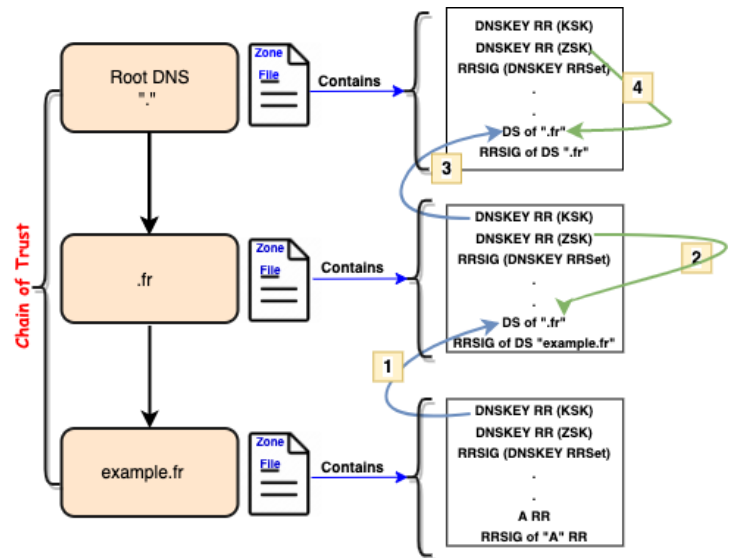 Chain of Trust
Root DNS
"."
Zone
File
Contains
DNSKEY RR (KSK)
DNSKEY RR (ZSK)
RRSIG (DNSKEY RRSet)
.
.
DS of ".fr"
RRSIG of DS ".fr"
4
3
.fr
Zone
File
Contains
DNSKEY RR (KSK)
DNSKEY RR (ZSK)
RRSIG (DNSKEY RRSet)
.
.
DS of ".fr"
RRSIG of DS "example.fr"
2
1
example.fr
Zone
File
Contains
DNSKEY RR (KSK)
DNSKEY RR (ZSK)
RRSIG (DNSKEY RRSet)
.
.
A RR
RRSIG of "A" RR